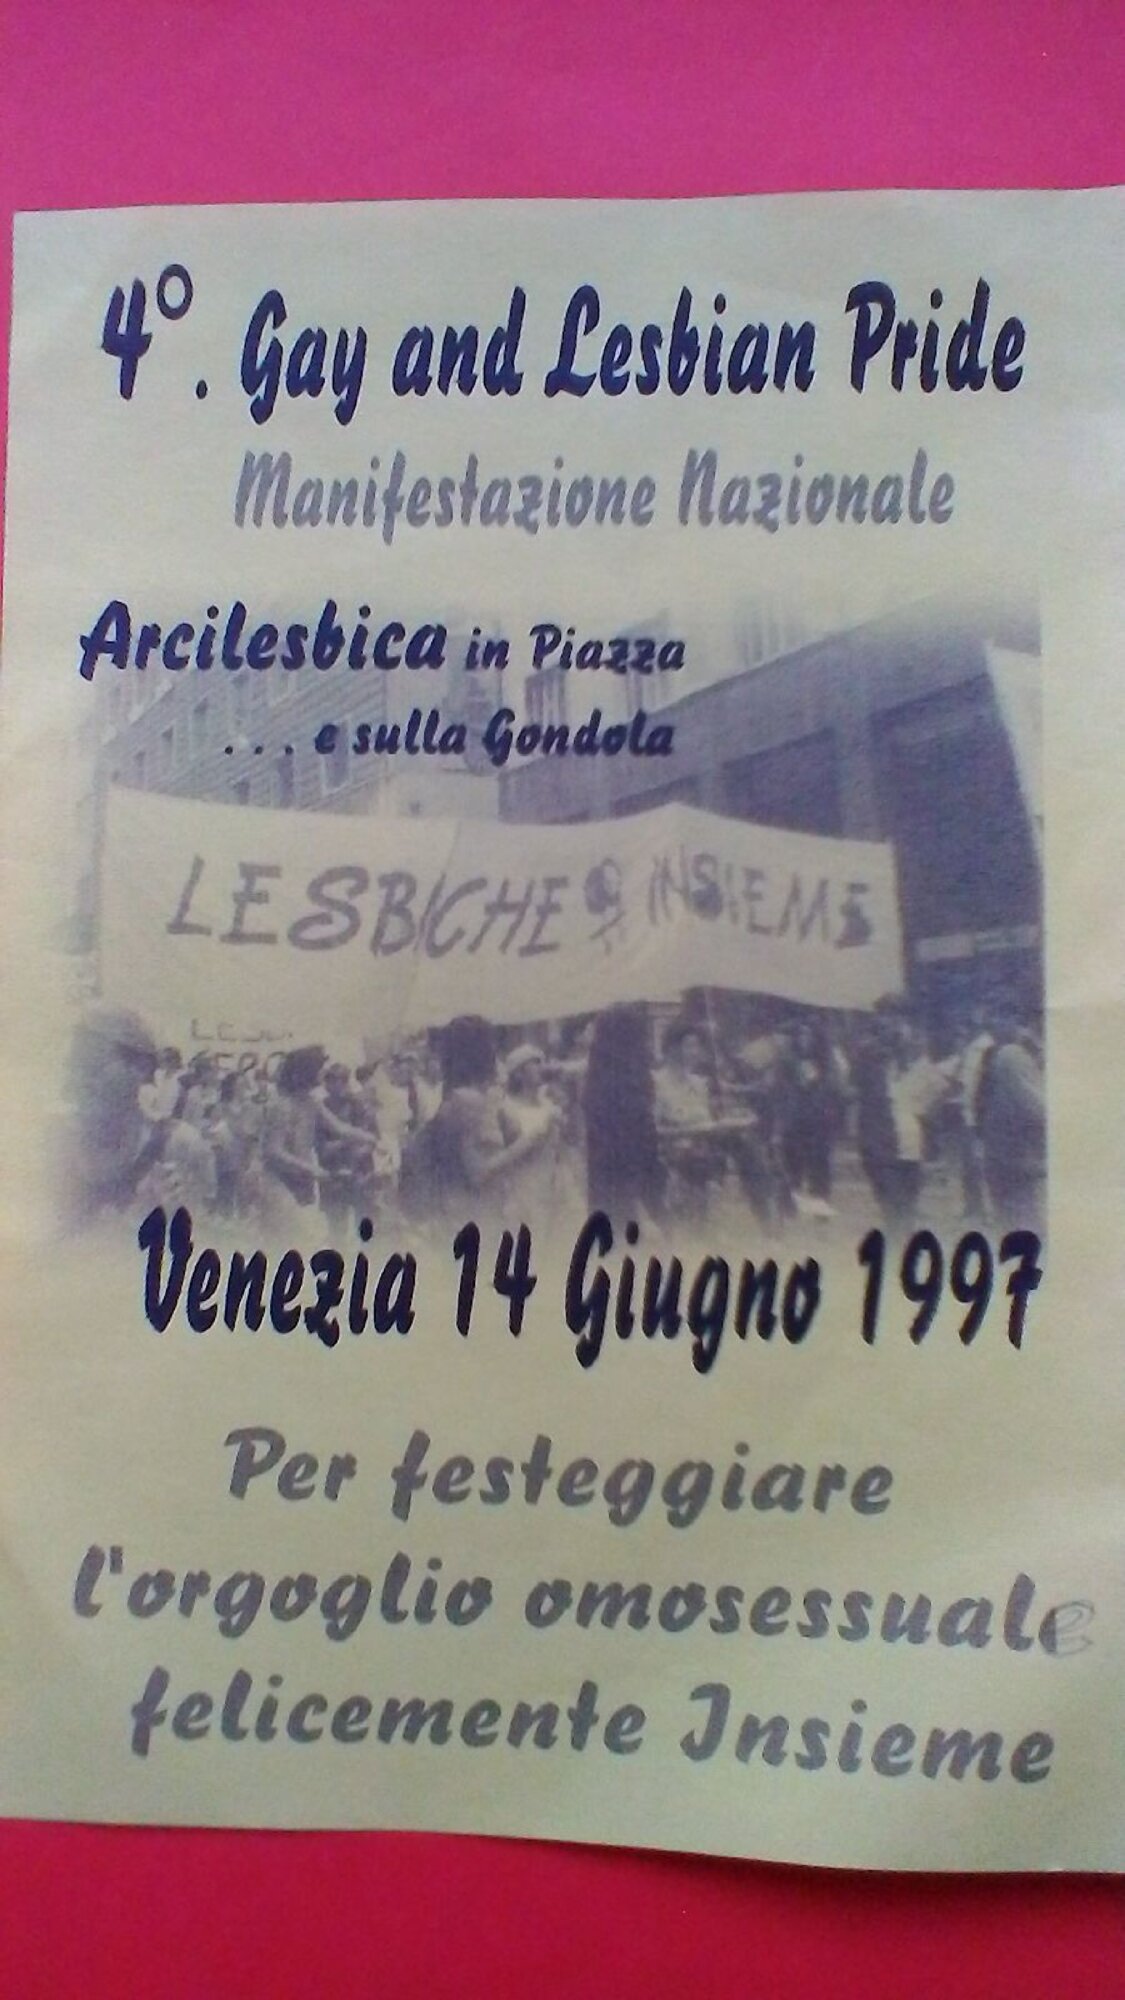 4º. Gay and Lesbian Pride
Manifestazione Nazionale
Arcilesbica in Piazza
... e sulla Gondola
LESBICHE INSIEME
Venezia 14 Giugno 1997
Per festeggiare
l'orgoglio omosessuale
felicemente Insieme